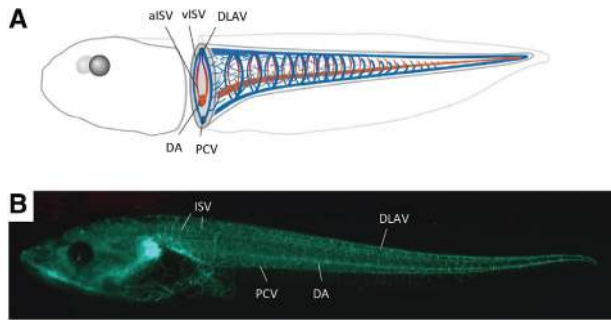 A
aISV vISV DLAV
DA PCV
B
ISV
DLAV
PCV DA